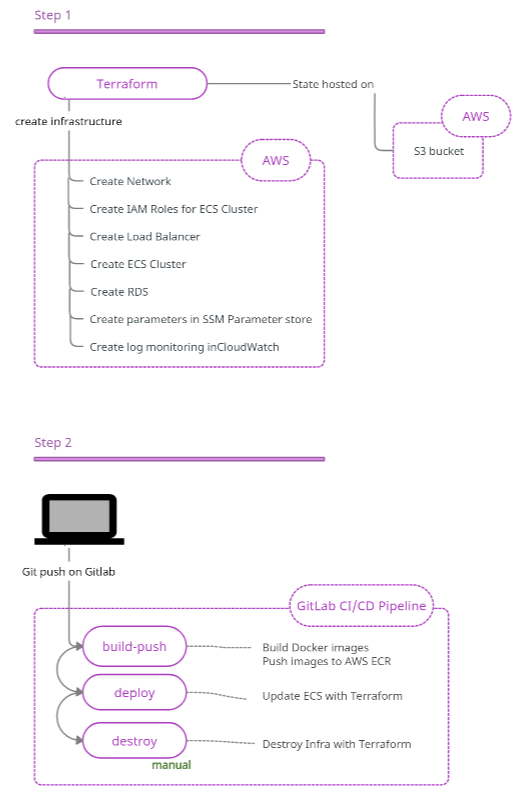 Step 1
Terraform
State hosted on
create infrastructure
AWS
S3 bucket
AWS
Create Network
Create IAM Roles for ECS Cluster
Create Load Balancer
Create ECS Cluster
Create RDS
Create parameters in SSM Parameter store
Create log monitoring inCloudWatch
Step 2
Git push on Gitlab
GitLab CI/CD Pipeline
build-push
Build Docker images
Push images to AWS ECR
deploy
Update ECS with Terraform
destroy
Destroy Infra with Terraform
manual